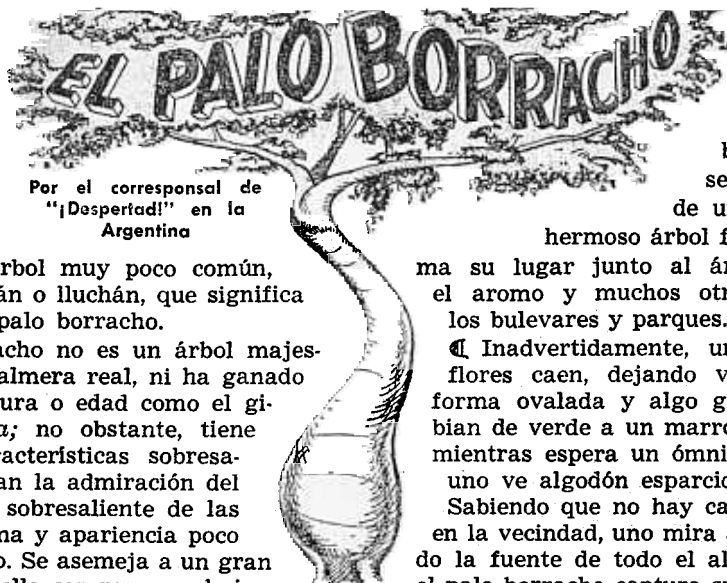 EL PALO BORRACHO
Por el corresponsal de
"¡Despertad!" en la
Argentina
rbol muy poco común,
án o lluchán, que significa
palo borracho.
acho no es un árbol majes-
almera real, ni ha ganado
ura o edad como el gi-
a; no obstante, tiene
racterísticas sobresa-
an la admiración del
sobresaliente de las
na y apariencia poco
o. Se asemeja a un gran
se
de u
hermoso árbol f
ma su lugar junto al ár
el aromo y muchos otr
los bulevares y parques.
¶ Inadvertidamente, un
flores caen, dejando v
forma ovalada y algo g
bian de verde a un marró
mientras espera un ómni
uno ve algodón esparcid
Sabiendo que no hay ca
en la vecindad, uno mira
do la fuente de todo el al